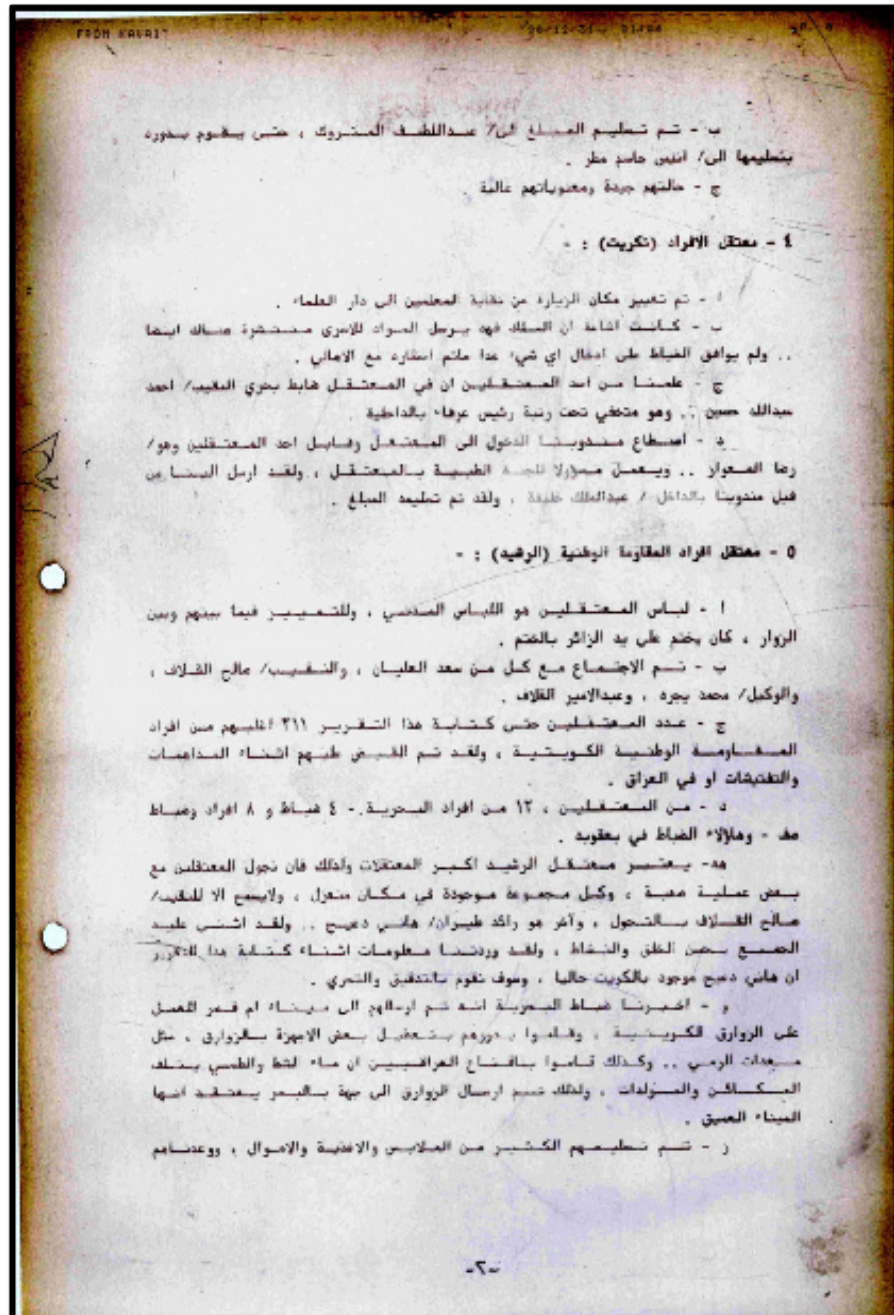 FROM KUWAIT
ب - تم تسليم المبلغ الى/ عبداللطيف المتروك ، حتى يقوم بدوره
بتسليمها الى/ انيس جاسم مطر .
ج - حالتهم جيدة ومعنوياتهم عالية .
٤ - معتقل الافراد (تكريت) : -
ا - تم تغيير مكان الزيارة من نقابة المعلمين الى دار العلماء .
ب - كانت اشاعة ان الملك فهد يرسل المواد للاسرى منتشرة هناك ايضا
.. ولم يوافق الضباط على ادخال اي شيء عدا ماتم احضاره مع الاهالي .
ج - علمنا من احد المعتقلين ان في المعتقل ضابط بحري النقيب/ احمد
عبدالله حسين .. وهو متخفي تحت رتبة رئيس عرفاء بالداخلية .
د - استطاع مندوبنا الدخول الى المعتقل وقابل احد المعتقلين وهو/
رضا الصواز .. ويعمل مسؤولا للجنة الطبية بالمعتقل ، ولقد ارسل الينا من
قبل مندوبنا بالداخل / عبدالملك خليفة ، ولقد تم تسليمه المبلغ .
٥ - معتقل افراد المقاومة الوطنية (الرشيد) : -
ا - لباس المعتقلين هو اللباس المدني ، وللتمييز فيما بينهم وبين
الزوار ، كان يختم على يد الزائر بالختم .
ب - تم الاجتماع مع كل من سعد العليان ، والنقيب/ صالح القلاف ،
والوكيل/ محمد بجره ، وعبدالامير القلاف .
ج - عدد المعتقلين حتى كتابة هذا التقرير ٣١١ اغلبهم من افراد
المقاومة الوطنية الكويتية ، ولقد تم القبض عليهم اثناء المداهمات
والتفتيشات او في العراق .
د - من المعتقلين ، ١٢ من افراد البحرية - ٤ ضباط و ٨ افراد وضباط
صف - وهؤلاء الضباط في بعقوبه .
هـ - يعتبر معتقل الرشيد اكبر المعتقلات ولذلك فان تجول المعتقلين مع
بعض عملية صعبة ، وكل مجموعة موجودة في مكان منعزل ، ولايسمح الا للنقيب/
صالح القلاف بالتجول ، وآخر هو رائد طيران/ هاني دعيج .. ولقد اثنى عليه
الجميع بحسن الخلق والنشاط ، ولقد وردتنا معلومات اثناء كتابة هذا التقرير
ان هاني دعيج موجود بالكويت حاليا ، وسوف نقوم بالتدقيق والتحري .
و - اخبرنا ضباط البحرية انه تم ارسالهم الى ميناء ام قصر للعمل
على الزوارق الكويتية ، وقاموا بدورهم بتعطيل بعض الاجهزة بالزوارق ، مثل
معدات الرمي .. وكذلك قاموا باقناع العراقيين ان ماء الشط والطمي يتلف
المكائن والمولدات ، ولذلك تم ارسال الزوارق الى جهة بالبحر يعتقد انها
الميناء العميق .
ز - تم تسليمهم الكثير من الملابس والاغذية والاموال ، ووعدناهم
-٢-